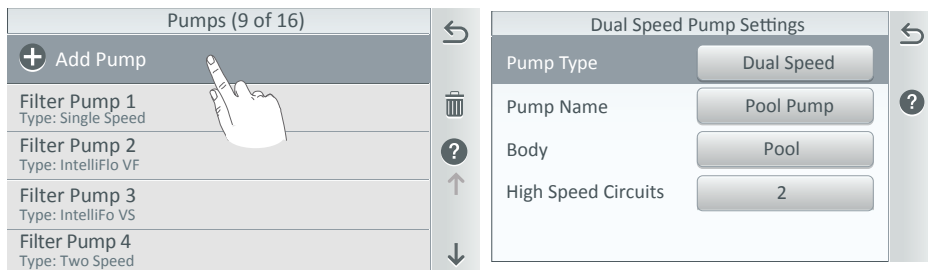 Pumps (9 of 16)
Add Pump
Filter Pump 1
Type: Single Speed
Filter Pump 2
Type: IntelliFlo VF
Filter Pump 3
Type: IntelliFo VS
Filter Pump 4
Type: Two Speed
?
Dual Speed Pump Settings
Pump Type Dual Speed
Pump Name Pool Pump
Body Pool
High Speed Circuits 2
?